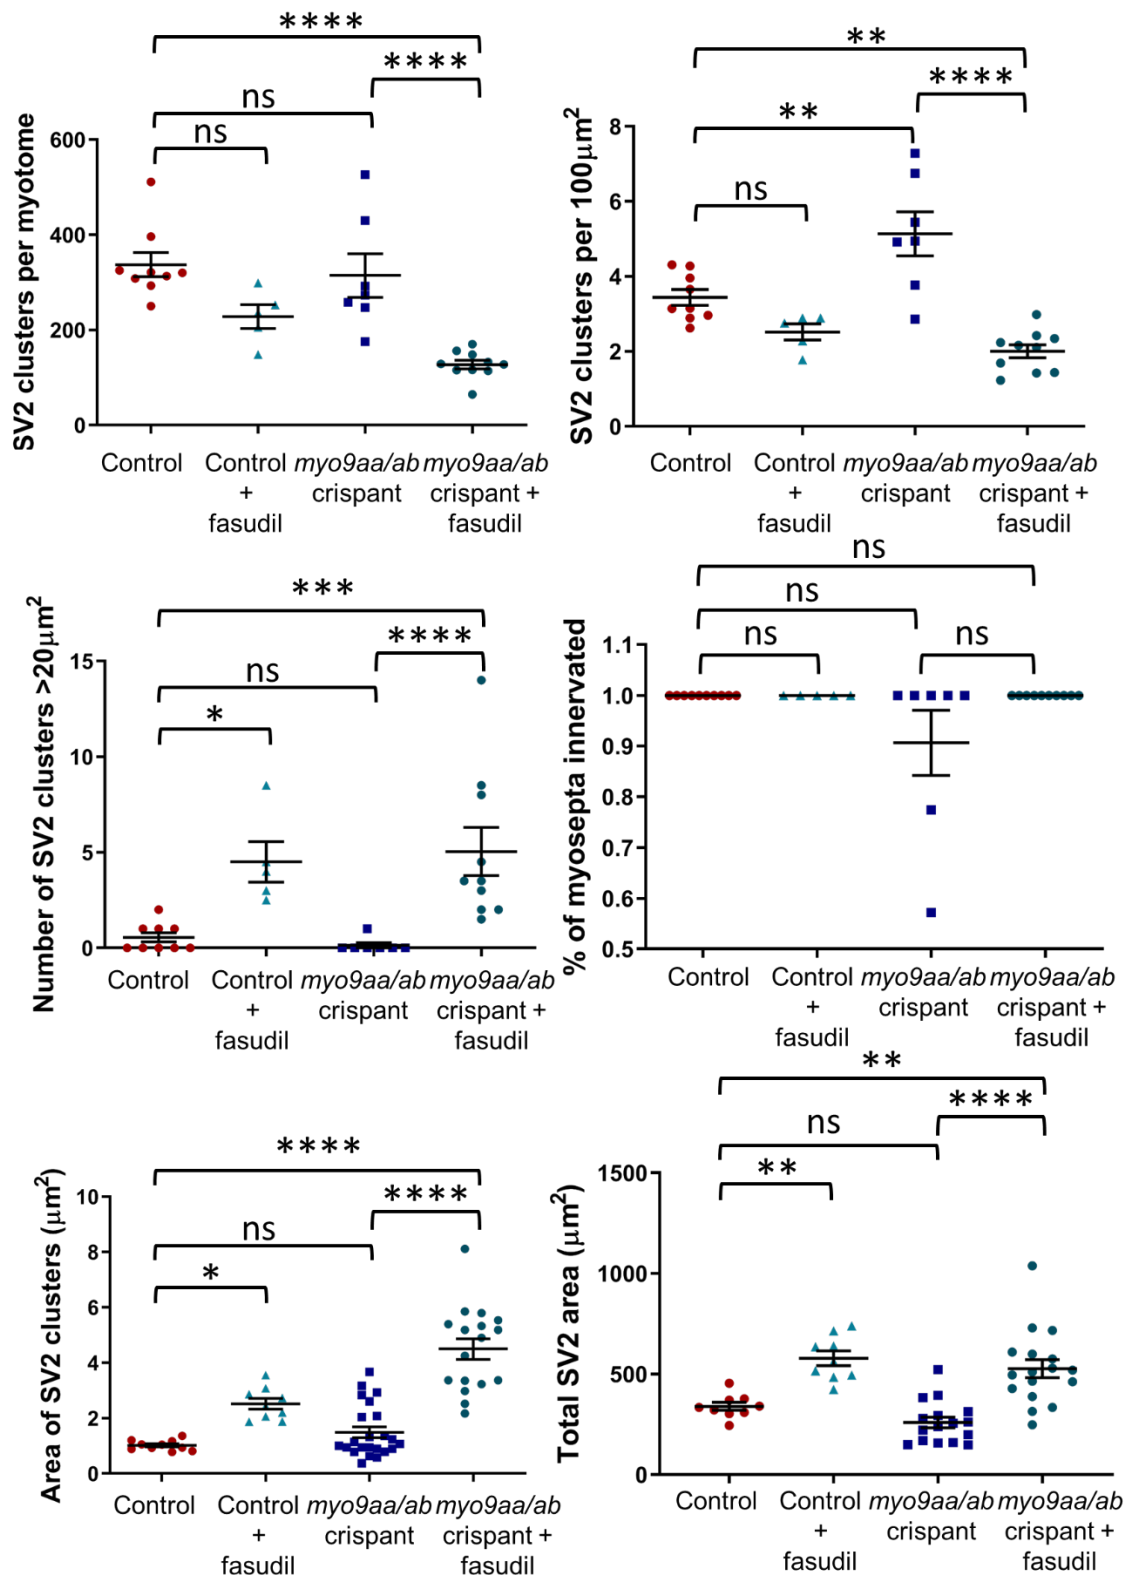 ****
****
ns
ns
SV2 clusters per myotome
600
400
200
0
Control
Control
+
fasudil
myo9aa/ab
crispant
myo9aa/ab
crispant +
fasudil
**
****
**
ns
SV2 clusters per 100μm2
8
6
4
2
0
Control
Control
+
fasudil
myo9aa/ab
crispant
myo9aa/ab
crispant +
fasudil
***
****
ns
*
Number of SV2 clusters >20μm2
15
10
5
0
Control
Control
+
fasudil
myo9aa/ab
crispant
myo9aa/ab
crispant +
fasudil
ns
ns
ns
ns
% of myosepta innervated
1.1
1.0
0.9
0.8
0.7
0.6
0.5
Control
Control
+
fasudil
myo9aa/ab
crispant
myo9aa/ab
crispant +
fasudil
****
****
ns
*
Area of SV2 clusters (μm2)
10
8
6
4
2
0
Control
Control
+
fasudil
myo9aa/ab
crispant
myo9aa/ab
crispant +
fasudil
**
****
ns
**
Total SV2 area (μm2)
1500
1000
500
0
Control
Control
+
fasudil
myo9aa/ab
crispant
myo9aa/ab
crispant +
fasudil